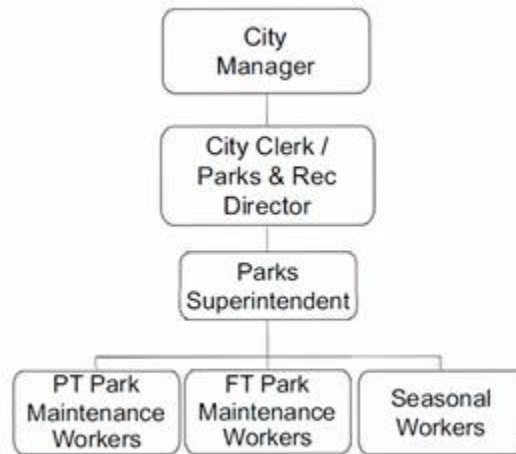 City
Manager
City Clerk /
Parks & Rec
Director
Parks
Superintendent
PT Park
Maintenance
Workers
FT Park
Maintenance
Workers
Seasonal
Workers